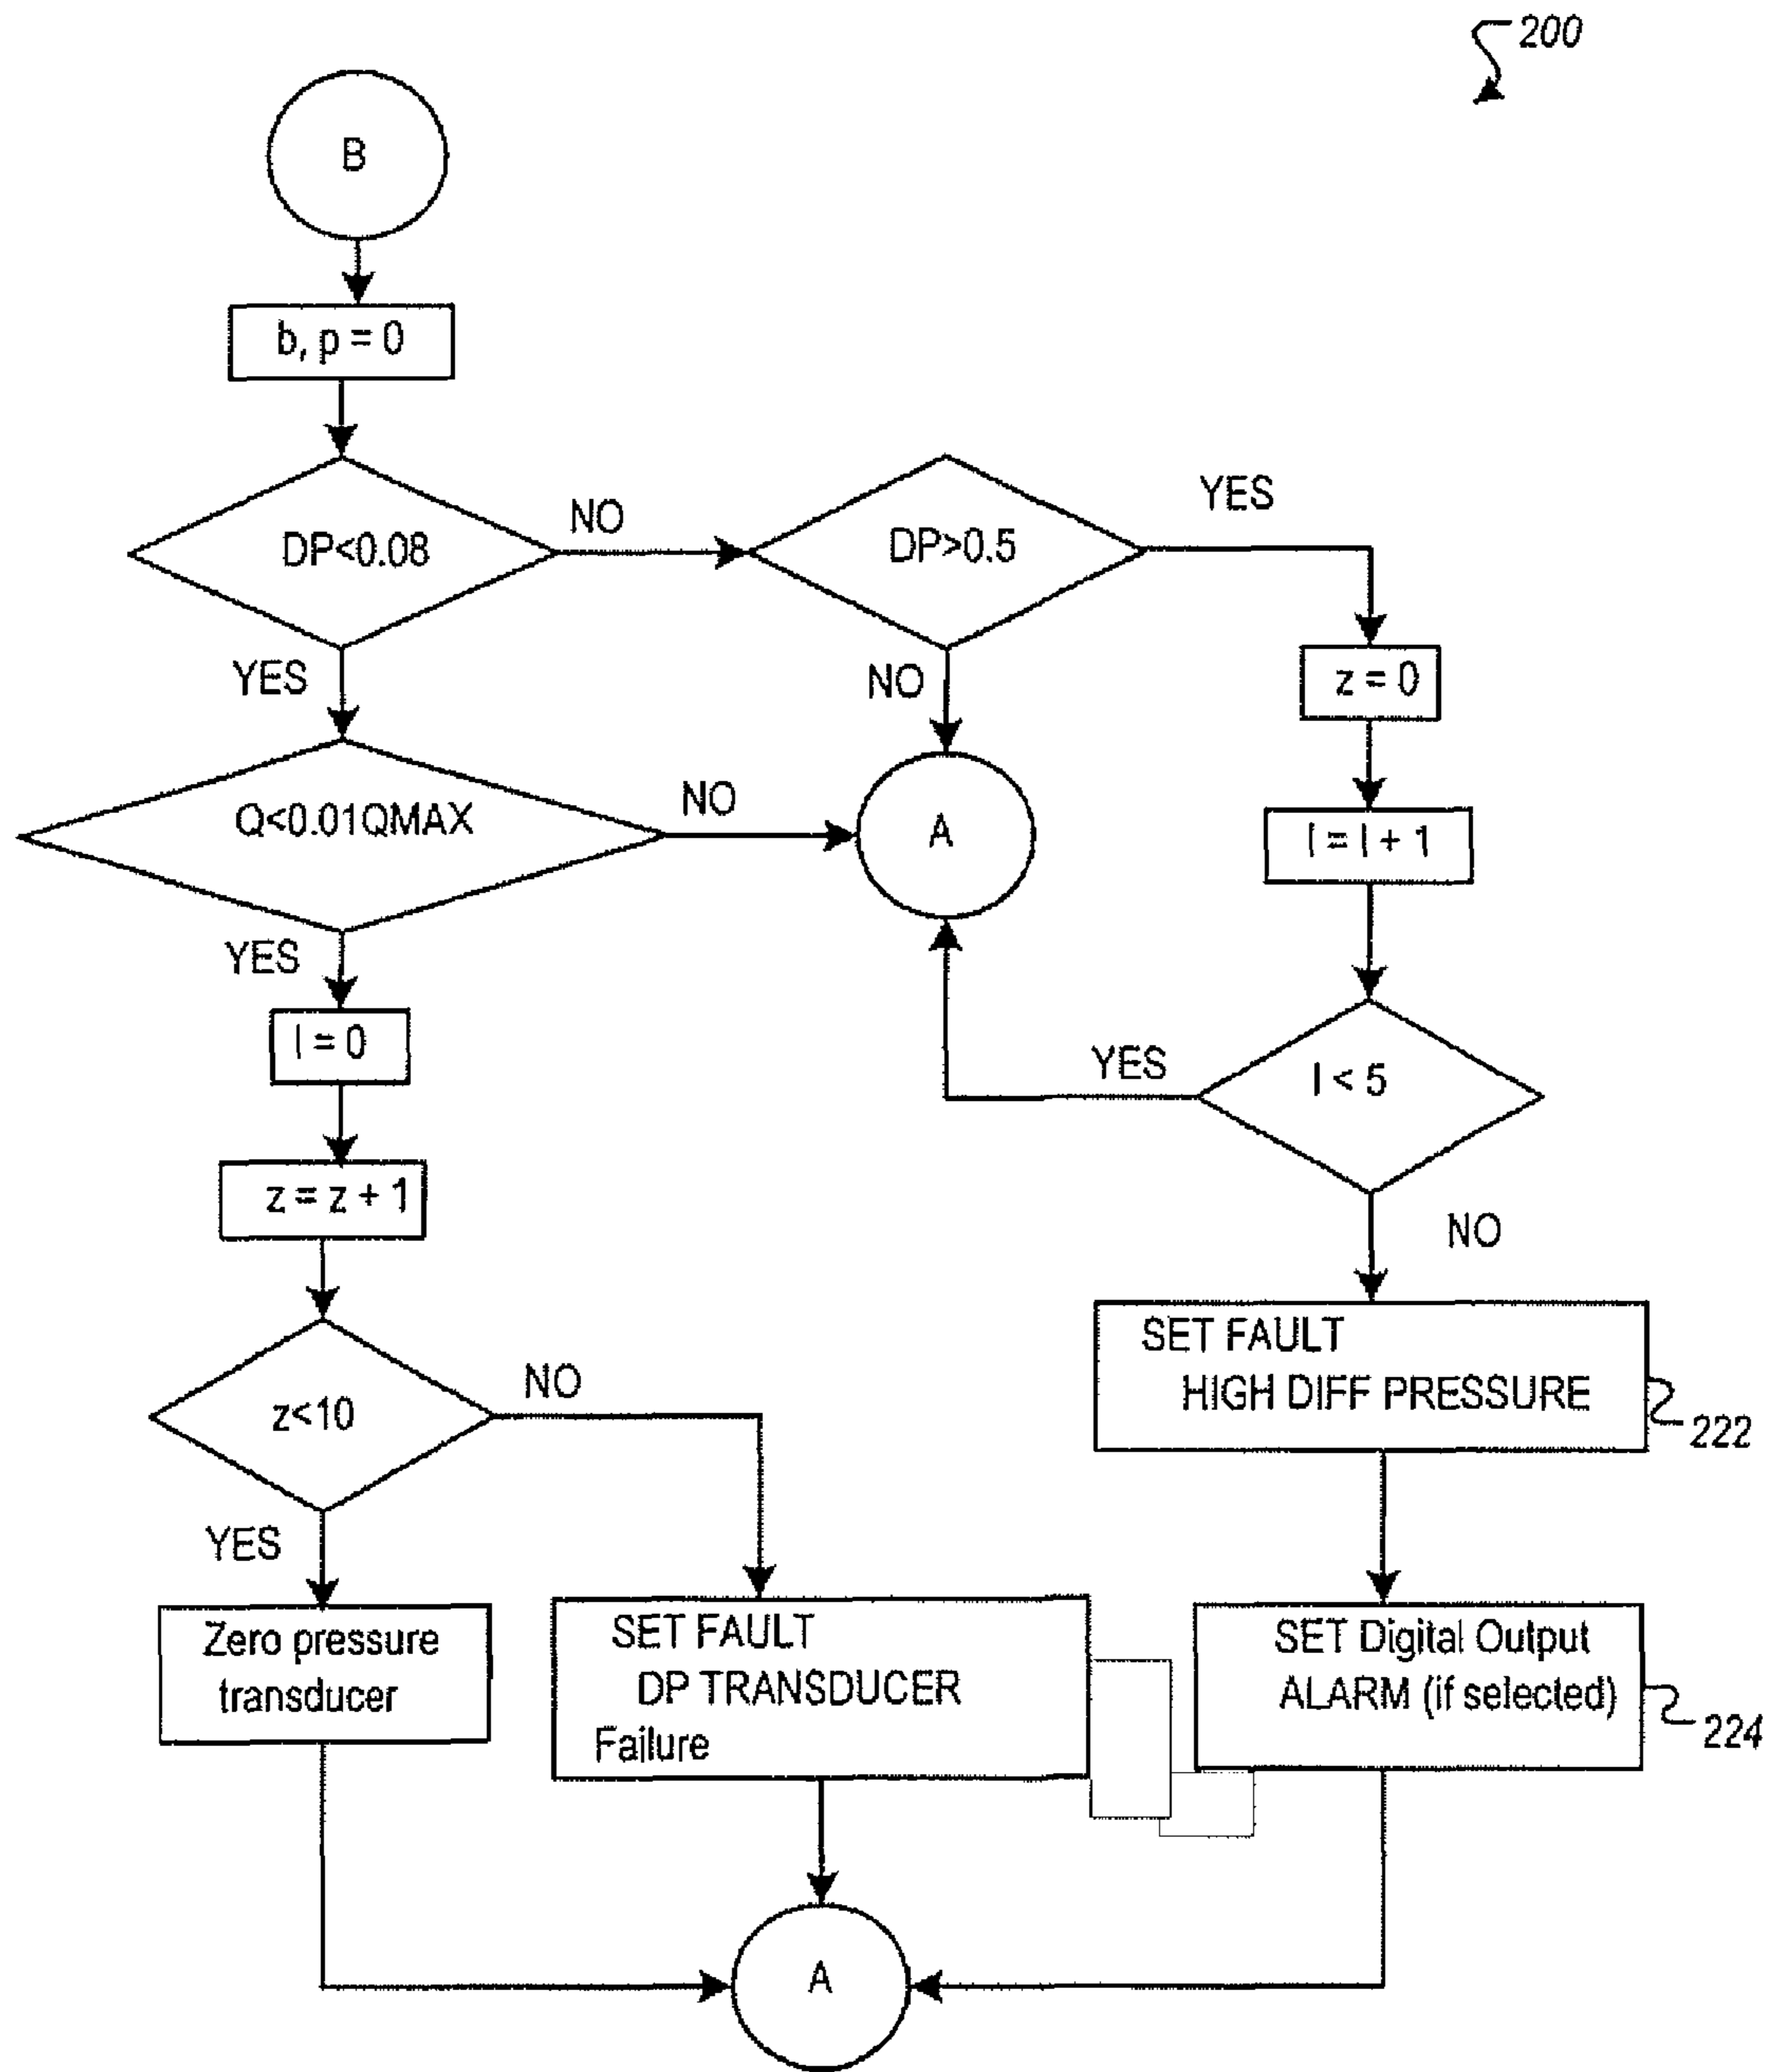 200
B
b, p = 0
DP<0.08
NO
DP>0.5
YES
YES
NO
z = 0
Q<0.01QMAX
NO
A
l = l + 1
YES
l = 0
YES
l < 5
z = z + 1
NO
z<10
NO
SET FAULT
HIGH DIFF PRESSURE
222
YES
Zero pressure
transducer
SET FAULT
DP TRANSDUCER
Failure
SET Digital Output
ALARM (if selected)
224
A